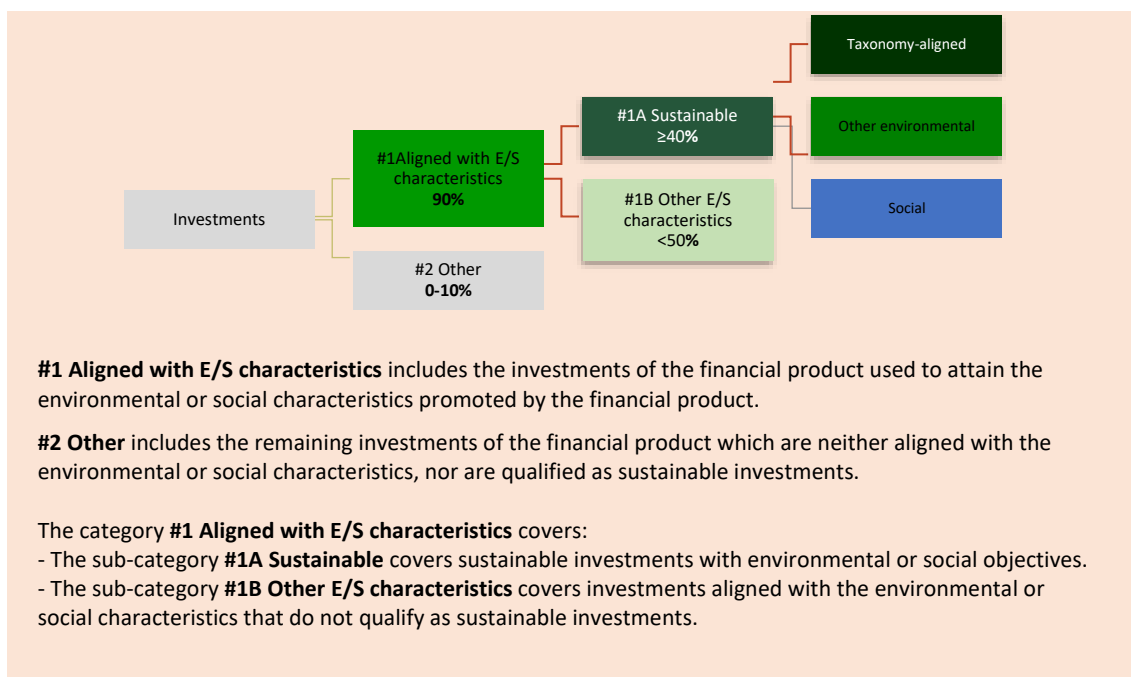 Investments
#1Aligned with E/S
characteristics
90%
#2 Other
0-10%
#1A Sustainable
≥40%
#1B Other E/S
characteristics
<50%
Taxonomy-aligned
Other environmental
Social
#1 Aligned with E/S characteristics includes the investments of the financial product used to attain the
environmental or social characteristics promoted by the financial product.
#2 Other includes the remaining investments of the financial product which are neither aligned with the
environmental or social characteristics, nor are qualified as sustainable investments.
The category #1 Aligned with E/S characteristics covers:
- The sub-category #1A Sustainable covers sustainable investments with environmental or social objectives.
- The sub-category #1B Other E/S characteristics covers investments aligned with the environmental or
social characteristics that do not qualify as sustainable investments.